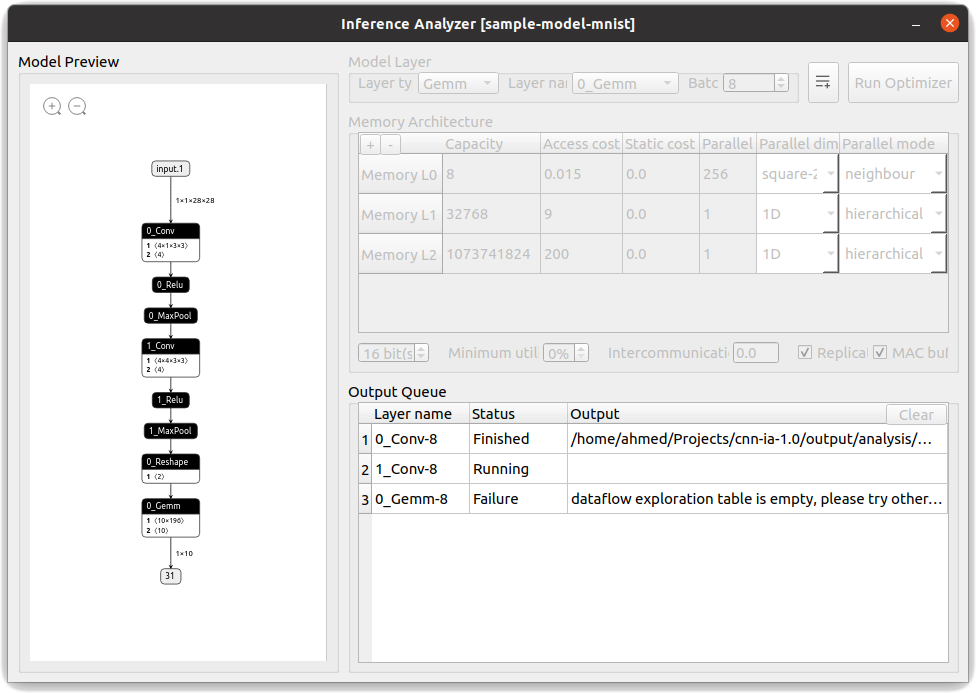 Inference Analyzer [sample-model-mnist]
Model Preview
input.1
1×1×28×28
0_Conv
1 (4×1×3×3)
2 (4)
0_Relu
0_MaxPool
1_Conv
1 (4×4×3×3)
2 (4)
1_Relu
1_MaxPool
0_Reshape
1 (2)
0_Gemm
1 (10×196)
2 (10)
1×10
31
Model Layer
Layer ty Gemm Layer nai 0_Gemm Batc 8 Run Optimizer
Memory Architecture
+ - Capacity Access cost Static cost Parallel Parallel dim Parallel mode
Memory L0 8 0.015 0.0 256 square-2 neighbour
Memory L1 32768 9 0.0 1 1D hierarchical
Memory L2 1073741824 200 0.0 1 1D hierarchical
16 bit(s Minimum util 0% Intercommunicati 0.0 Replicat MAC buf
Output Queue
Layer name Status Output Clear
1 0_Conv-8 Finished /home/ahmed/Projects/cnn-ia-1.0/output/analysis/…
2 1_Conv-8 Running
3 0_Gemm-8 Failure dataflow exploration table is empty, please try other…